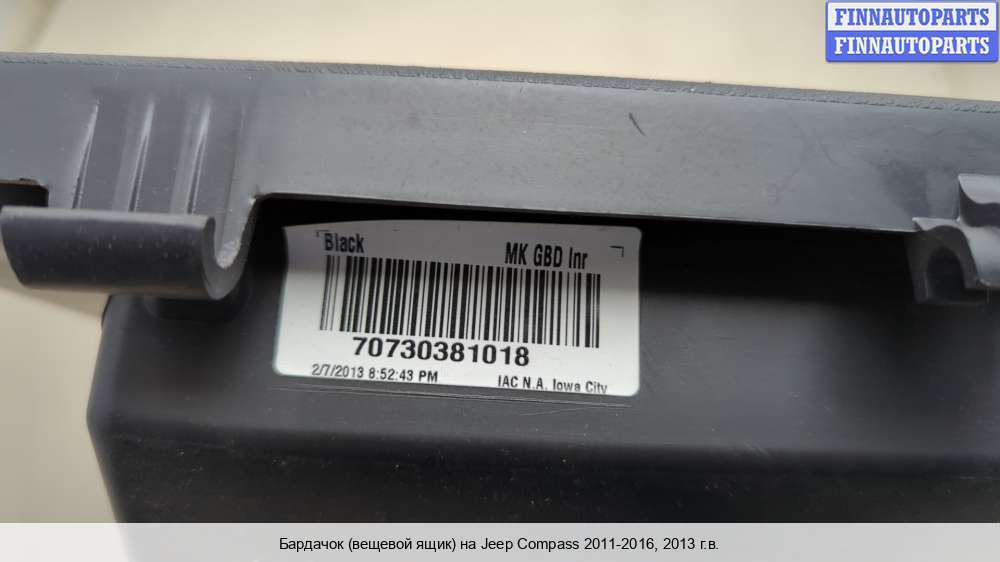 FINNAUTOPARTS
FINNAUTOPARTS
Black
MK GBD Inr
70730381018
2/7/2013 8:52:43 PM
IAC N.A. Iowa City
Бардачок (вещевой ящик) на Jeep Compass 2011-2016, 2013 г.в.